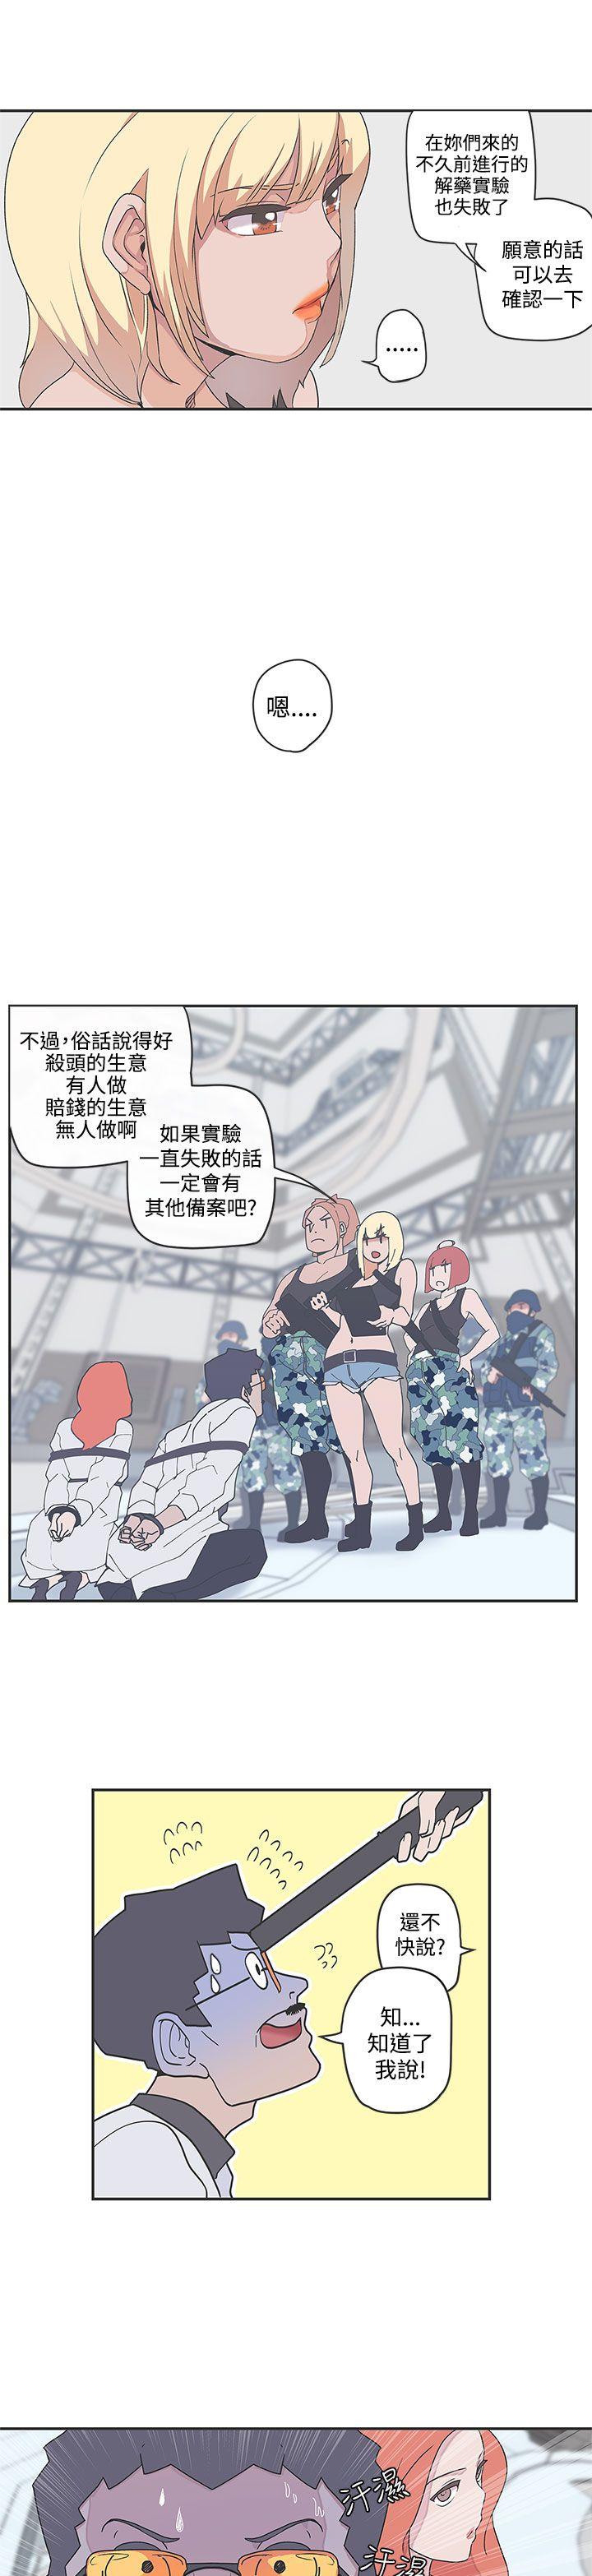 在妳們來的
不久前進行的
解藥實驗
也失敗了
願意的話
可以去
確認一下
.....
嗯....
不過，俗話說得好
殺頭的生意
有人做
賠錢的生意
無人做啊
如果實驗
一直失敗的話
一定會有
其他備案吧?
還不
快說?
知...
知道了
我說!
汗濕
汗濕